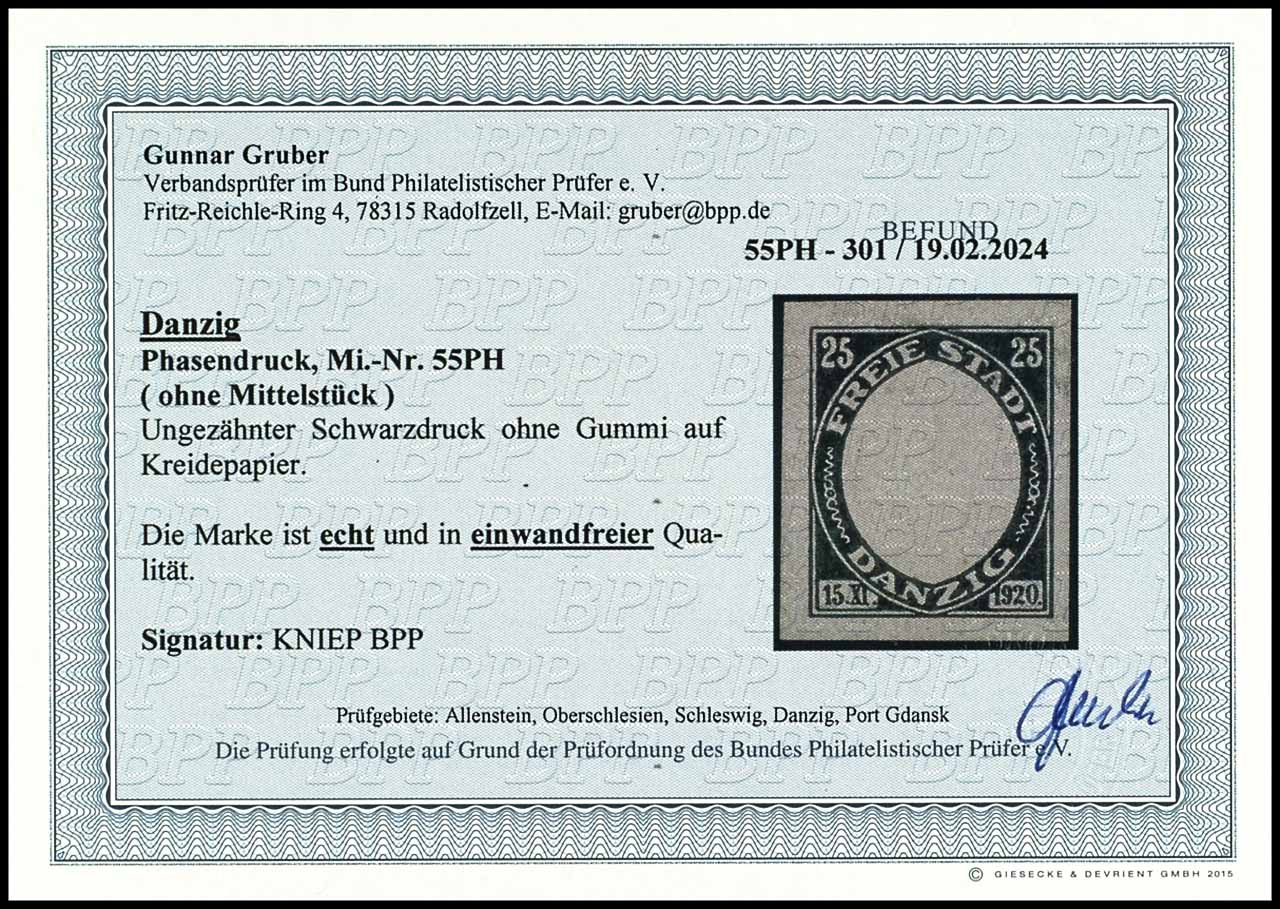 Gunnar Gruber
Verbandsprüfer im Bund Philatelistischer Prüfer e. V.
Fritz-Reichle-Ring 4, 78315 Radolfzell, E-Mail: gruber@bpp.de
BEFUND
55PH - 301 / 19.02.2024
Danzig
Phasendruck, Mi.-Nr. 55PH
( ohne Mittelstück )
Ungezähnter Schwarzdruck ohne Gummi auf
Kreidepapier.
Die Marke ist echt und in einwandfreier Qua-
lität.
Signatur: KNIEP BPP
25 FREIE STADT 25
DANZIG
15.XI. 1920.
Prüfgebiete: Allenstein, Oberschlesien, Schleswig, Danzig, Port Gdansk
Die Prüfung erfolgte auf Grund der Prüfordnung des Bundes Philatelistischer Prüfer e.V.
© GIESECKE & DEVRIENT GMBH 2015